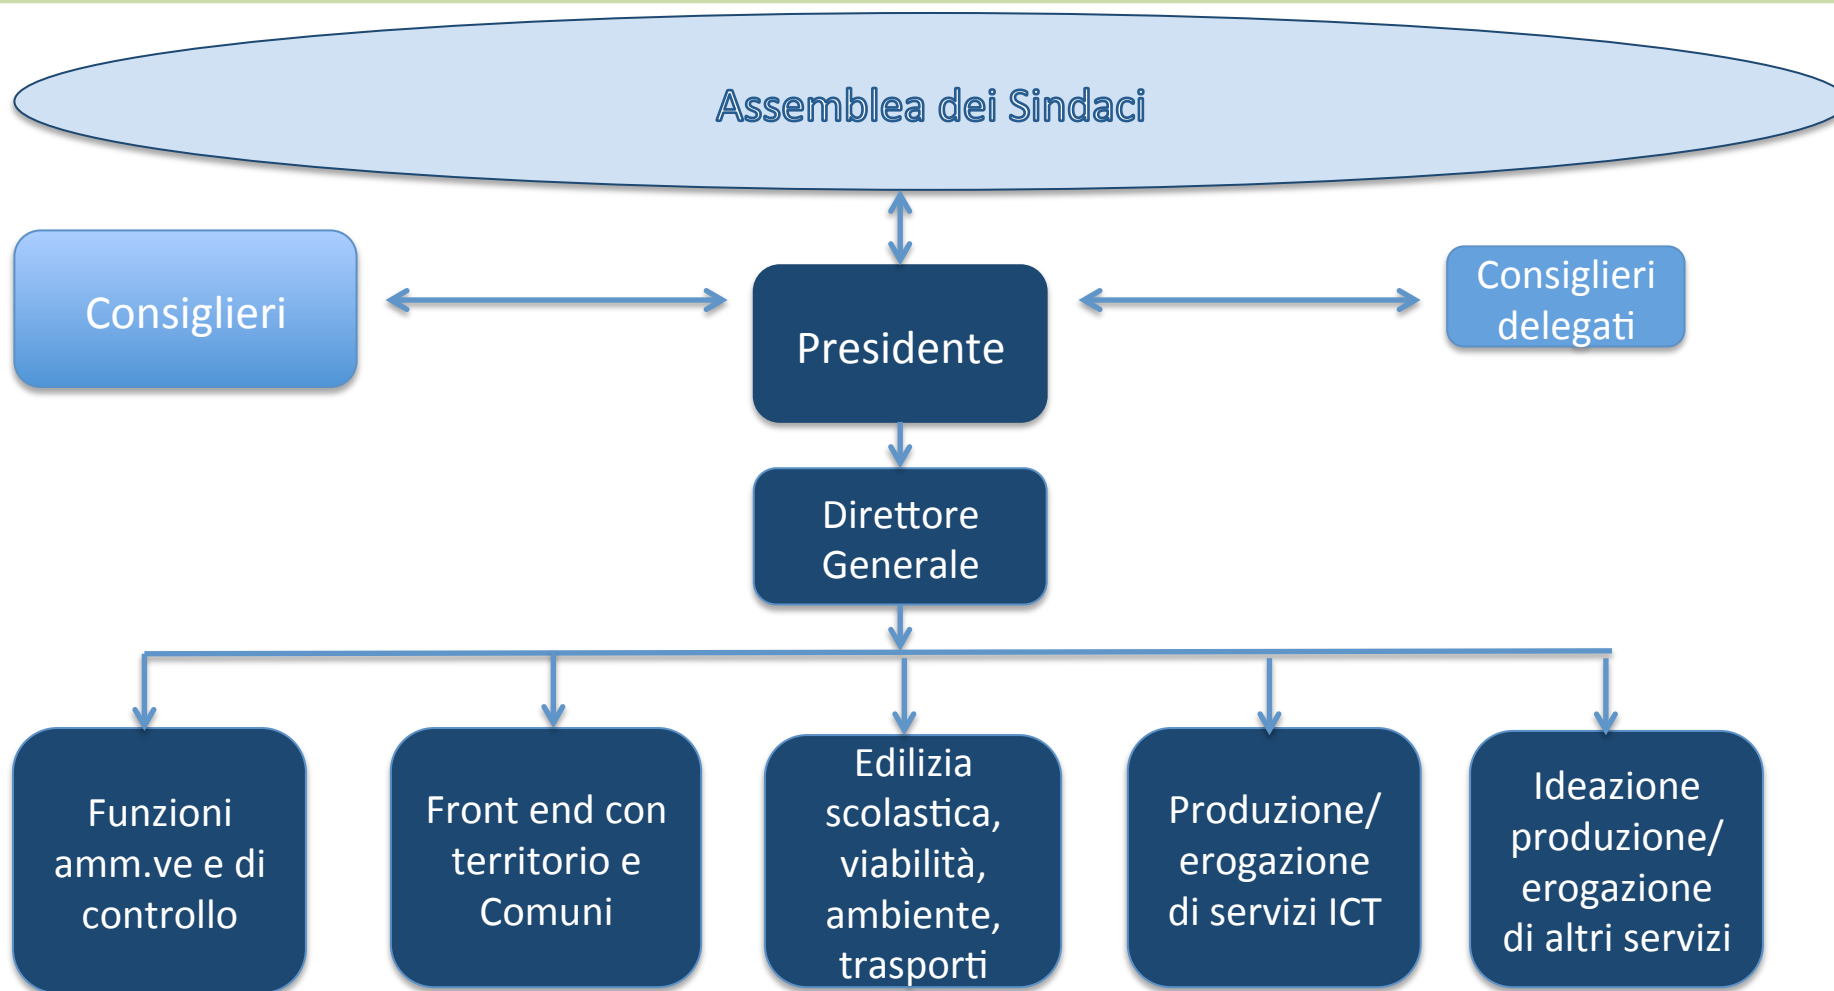 Assemblea dei Sindaci
Consiglieri
Presidente
Consiglieri
delegati
Direttore
Generale
Funzioni
amm.ve e di
controllo
Front end con
territorio e
Comuni
Edilizia
scolastica,
viabilità,
ambiente,
trasporti
Produzione/
erogazione
di servizi ICT
Ideazione
produzione/
erogazione
di altri servizi